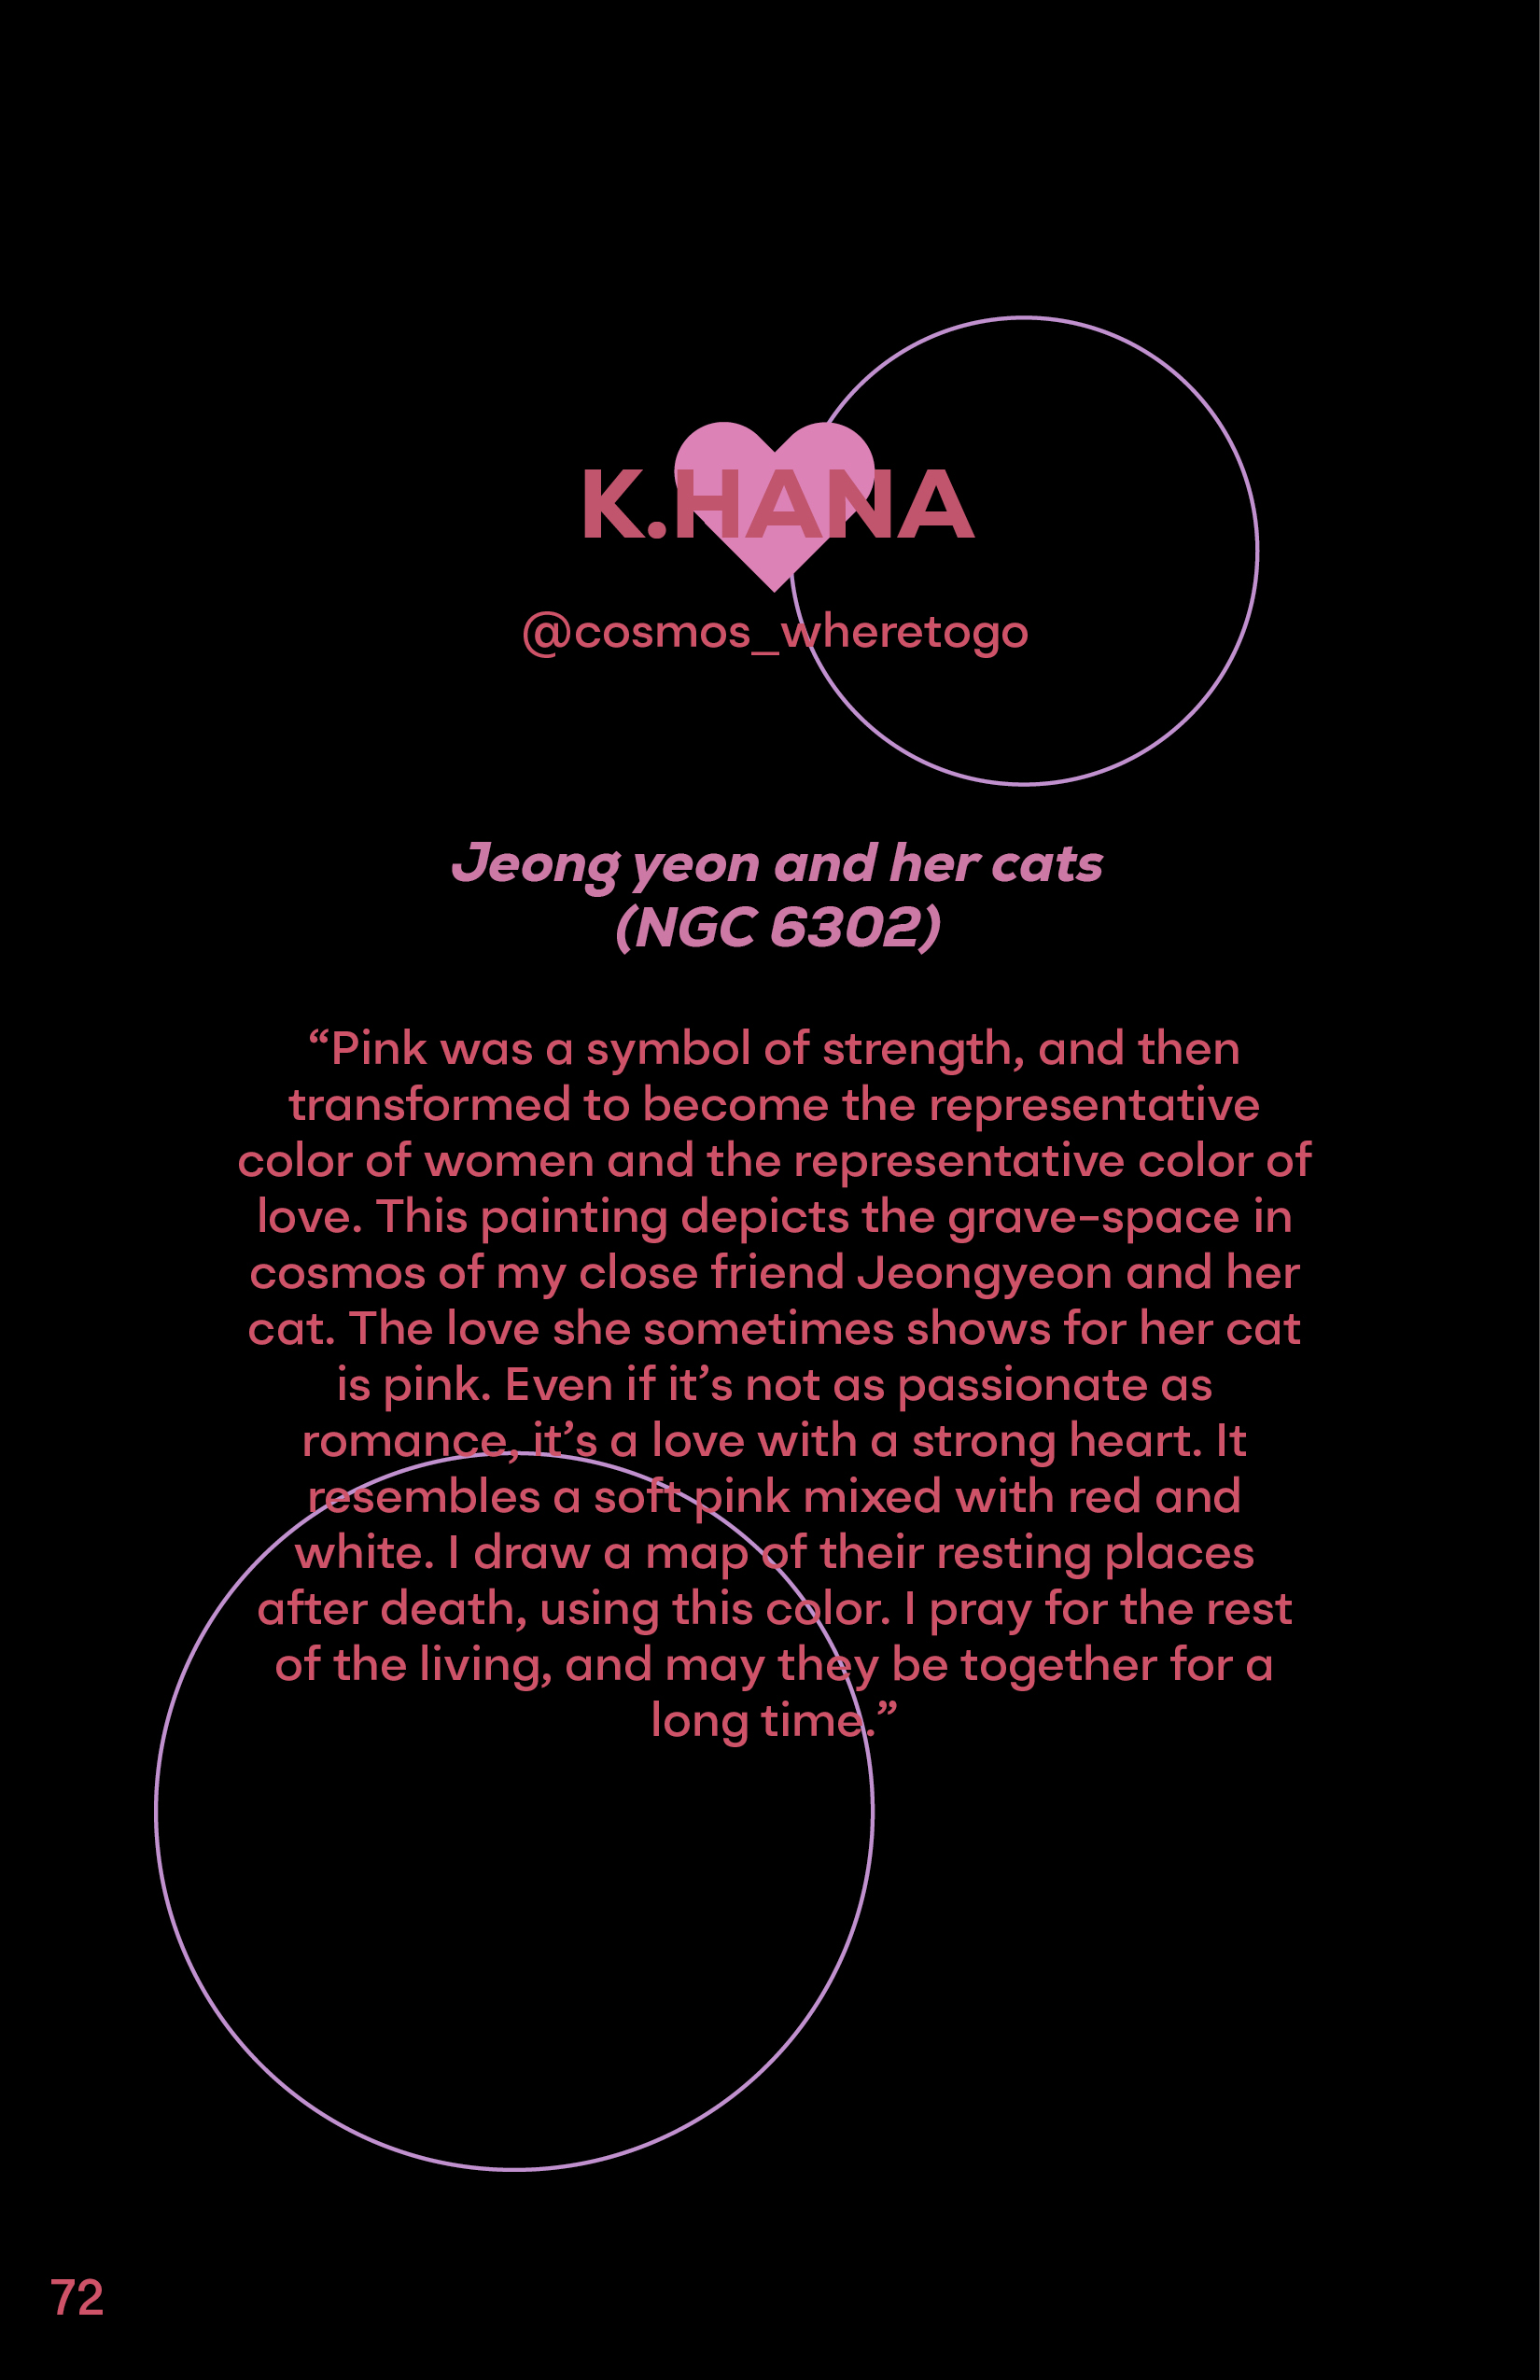 K.HANA
@cosmos_wheretogo
Jeong yeon and her cats
(NGC 6302)
“Pink was a symbol of strength, and then
transformed to become the representative
color of women and the representative color of
love. This painting depicts the grave-space in
cosmos of my close friend Jeongyeon and her
cat. The love she sometimes shows for her cat
is pink. Even if it’s not as passionate as
romance, it’s a love with a strong heart. It
resembles a soft pink mixed with red and
white. I draw a map of their resting places
after death, using this color. I pray for the rest
of the living, and may they be together for a
long time.”
72